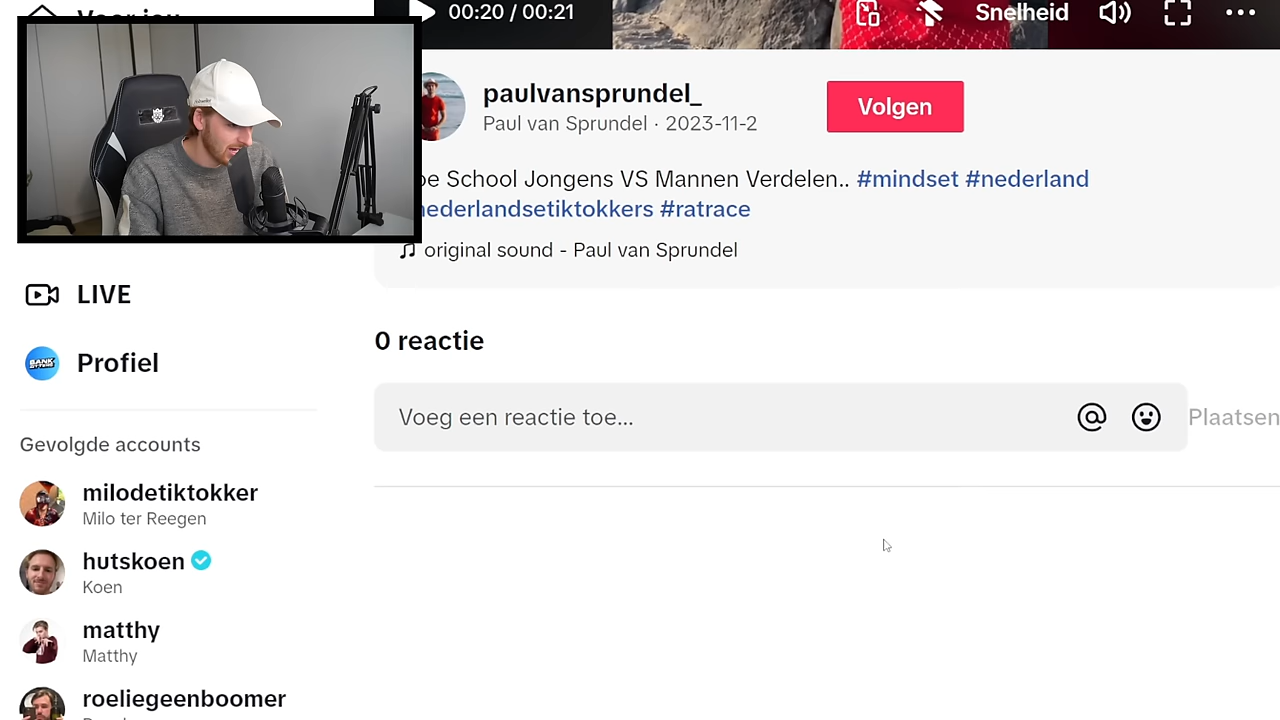 00:20 / 00:21
Snelheid
paulvansprundel_
Paul van Sprundel · 2023-11-2
Volgen
School Jongens VS Mannen Verdelen.. #mindset #nederland
#ratrace
original sound - Paul van Sprundel
LIVE
Profiel
0 reactie
Voeg een reactie toe...
Plaatsen
Gevolgde accounts
milodetiktokker
Milo ter Reegen
hutskoen
Koen
matthy
Matthy
roeliegeenboomer